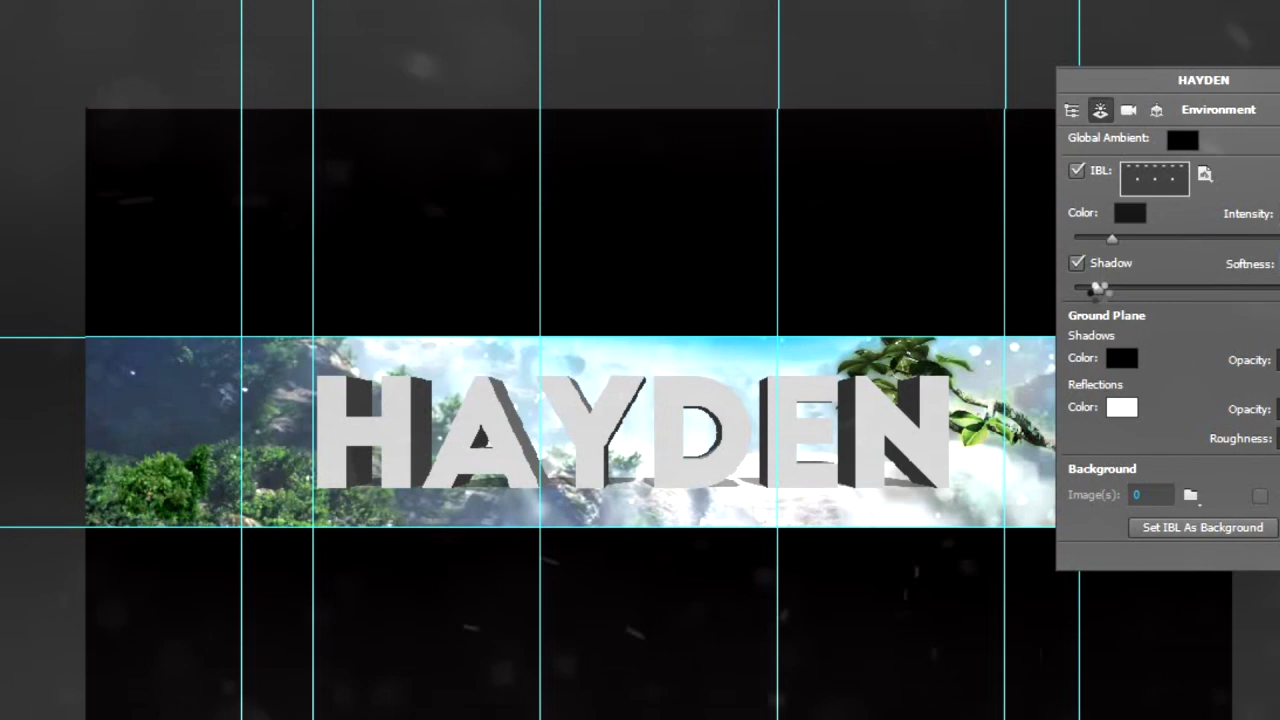 HAYDEN
HAYDEN
Environment
Global Ambient:
IBL:
Color:
Intensity:
Shadow
Softness:
Ground Plane
Shadows
Color:
Opacity:
Reflections
Color:
Opacity:
Roughness:
Background
Image(s): 0
Set IBL As Background